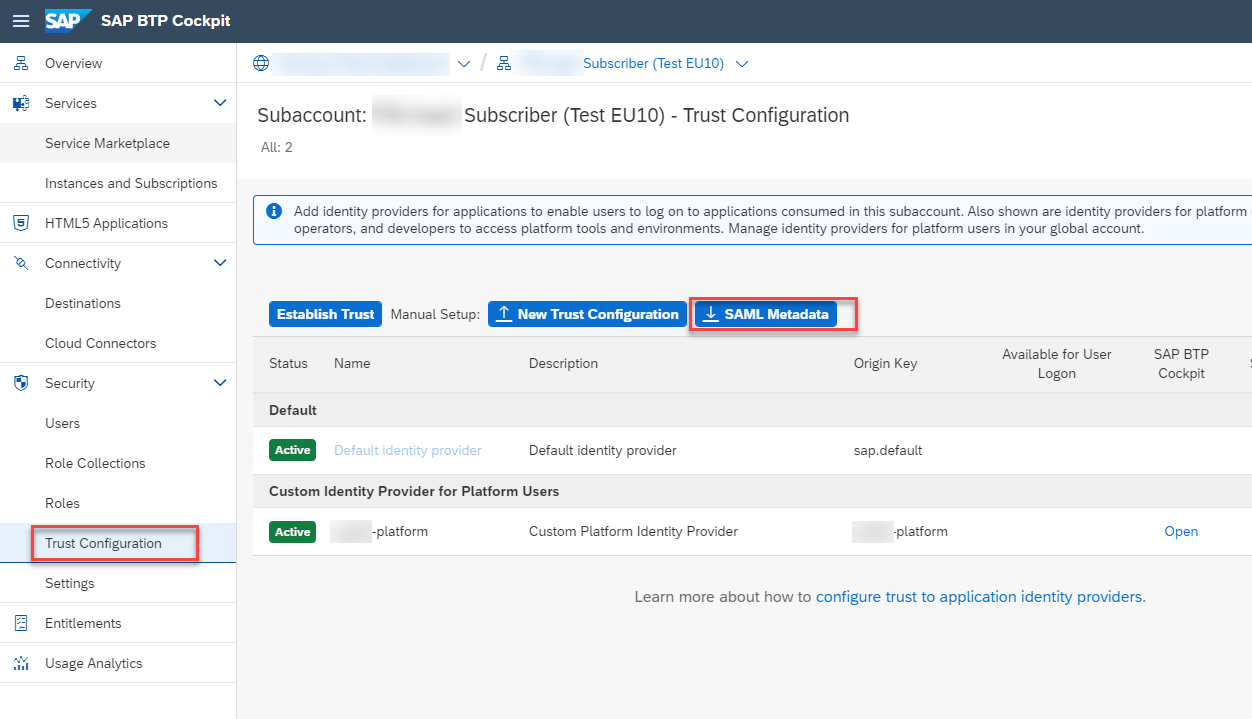 SAP SAP BTP Cockpit
Overview
Services
Service Marketplace
Instances and Subscriptions
HTML5 Applications
Connectivity
Destinations
Cloud Connectors
Security
Users
Role Collections
Roles
Trust Configuration
Settings
Entitlements
Usage Analytics
/ Subscriber (Test EU10)
Subaccount: Subscriber (Test EU10) - Trust Configuration
All: 2
Add identity providers for applications to enable users to log on to applications consumed in this subaccount. Also shown are identity providers for platform
operators, and developers to access platform tools and environments. Manage identity providers for platform users in your global account.
Establish Trust Manual Setup: New Trust Configuration SAML Metadata
Status Name Description Origin Key Available for User Logon SAP BTP Cockpit
Default
Active Default identity provider Default identity provider sap.default
Custom Identity Provider for Platform Users
Active -platform Custom Platform Identity Provider -platform Open
Learn more about how to configure trust to application identity providers.